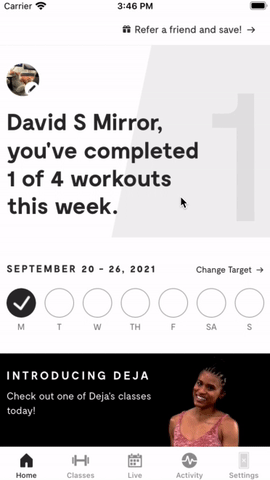 Carrier 3:46 PM
Refer a friend and save! →
1
David S Mirror,
you've completed
1 of 4 workouts
this week.
SEPTEMBER 20 - 26, 2021 Change Target →
M T W TH F SA S
INTRODUCING DEJA
Check out one of Deja's classes
today!
Home Classes Live Activity Settings